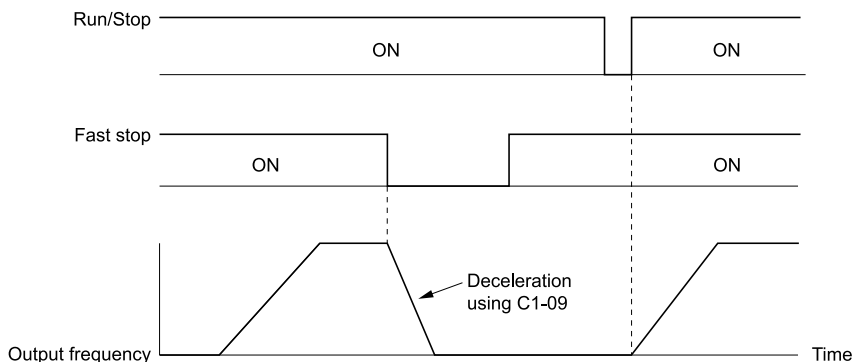 Run/Stop
ON
ON
Fast stop
ON
ON
Deceleration
using C1-09
Output frequency
Time